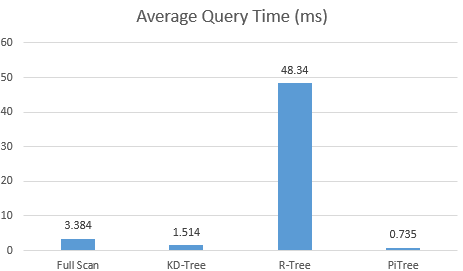 Average Query Time (ms)
60
50
40
30
20
10
0
3.384
1.514
48.34
0.735
Full Scan
KD-Tree
R-Tree
PiTree